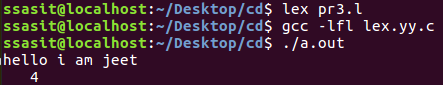 ssasit@localhost:~/Desktop/cd$ lex pr3.l
ssasit@localhost:~/Desktop/cd$ gcc -lfl lex.yy.c
ssasit@localhost:~/Desktop/cd$ ./a.out
hello i am jeet
4